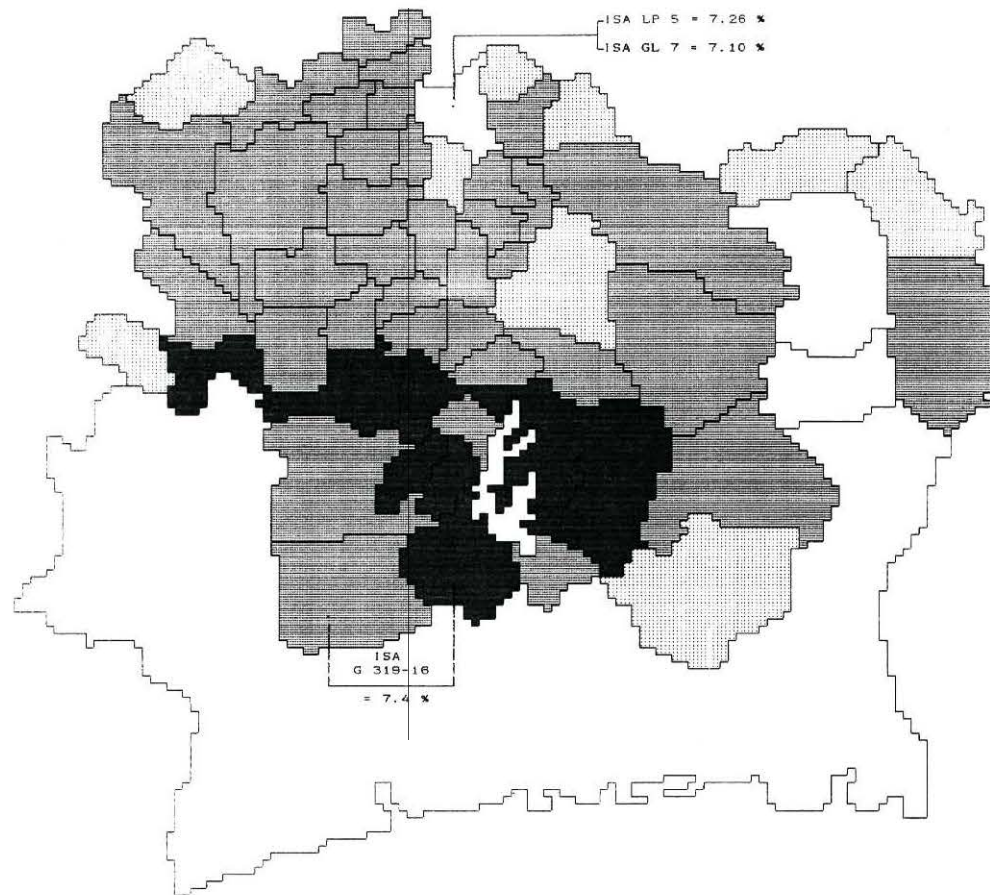 ISA LP 5 = 7.26 %
ISA GL 7 = 7.10 %
ISA
G 319-16
= 7.4 %